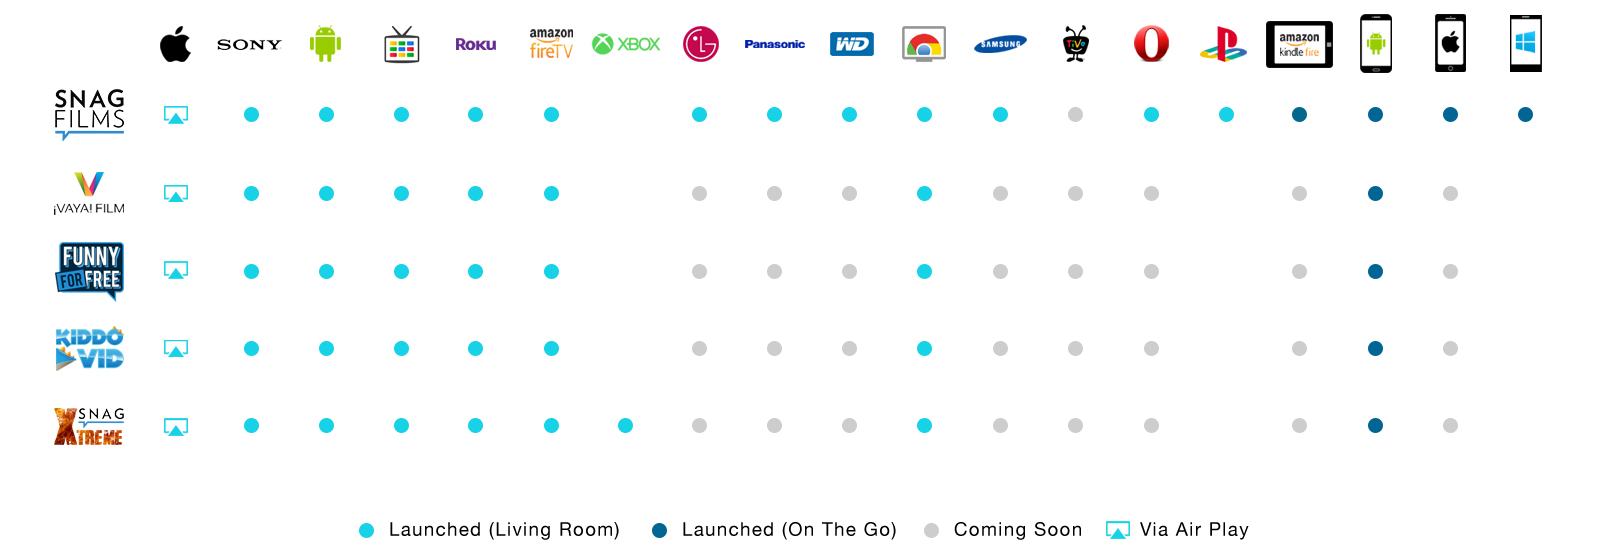 SONY
Roku
amazon
fireTV
XBOX
LG
Panasonic
WD
SAMSUNG
TiVo
amazon
kindle fire
SNAG
FILMS
¡VAYA! FILM
FUNNY
FOR FREE
KIDDO
VID
SNAG
XTREME
Launched (Living Room)
Launched (On The Go)
Coming Soon
Via Air Play